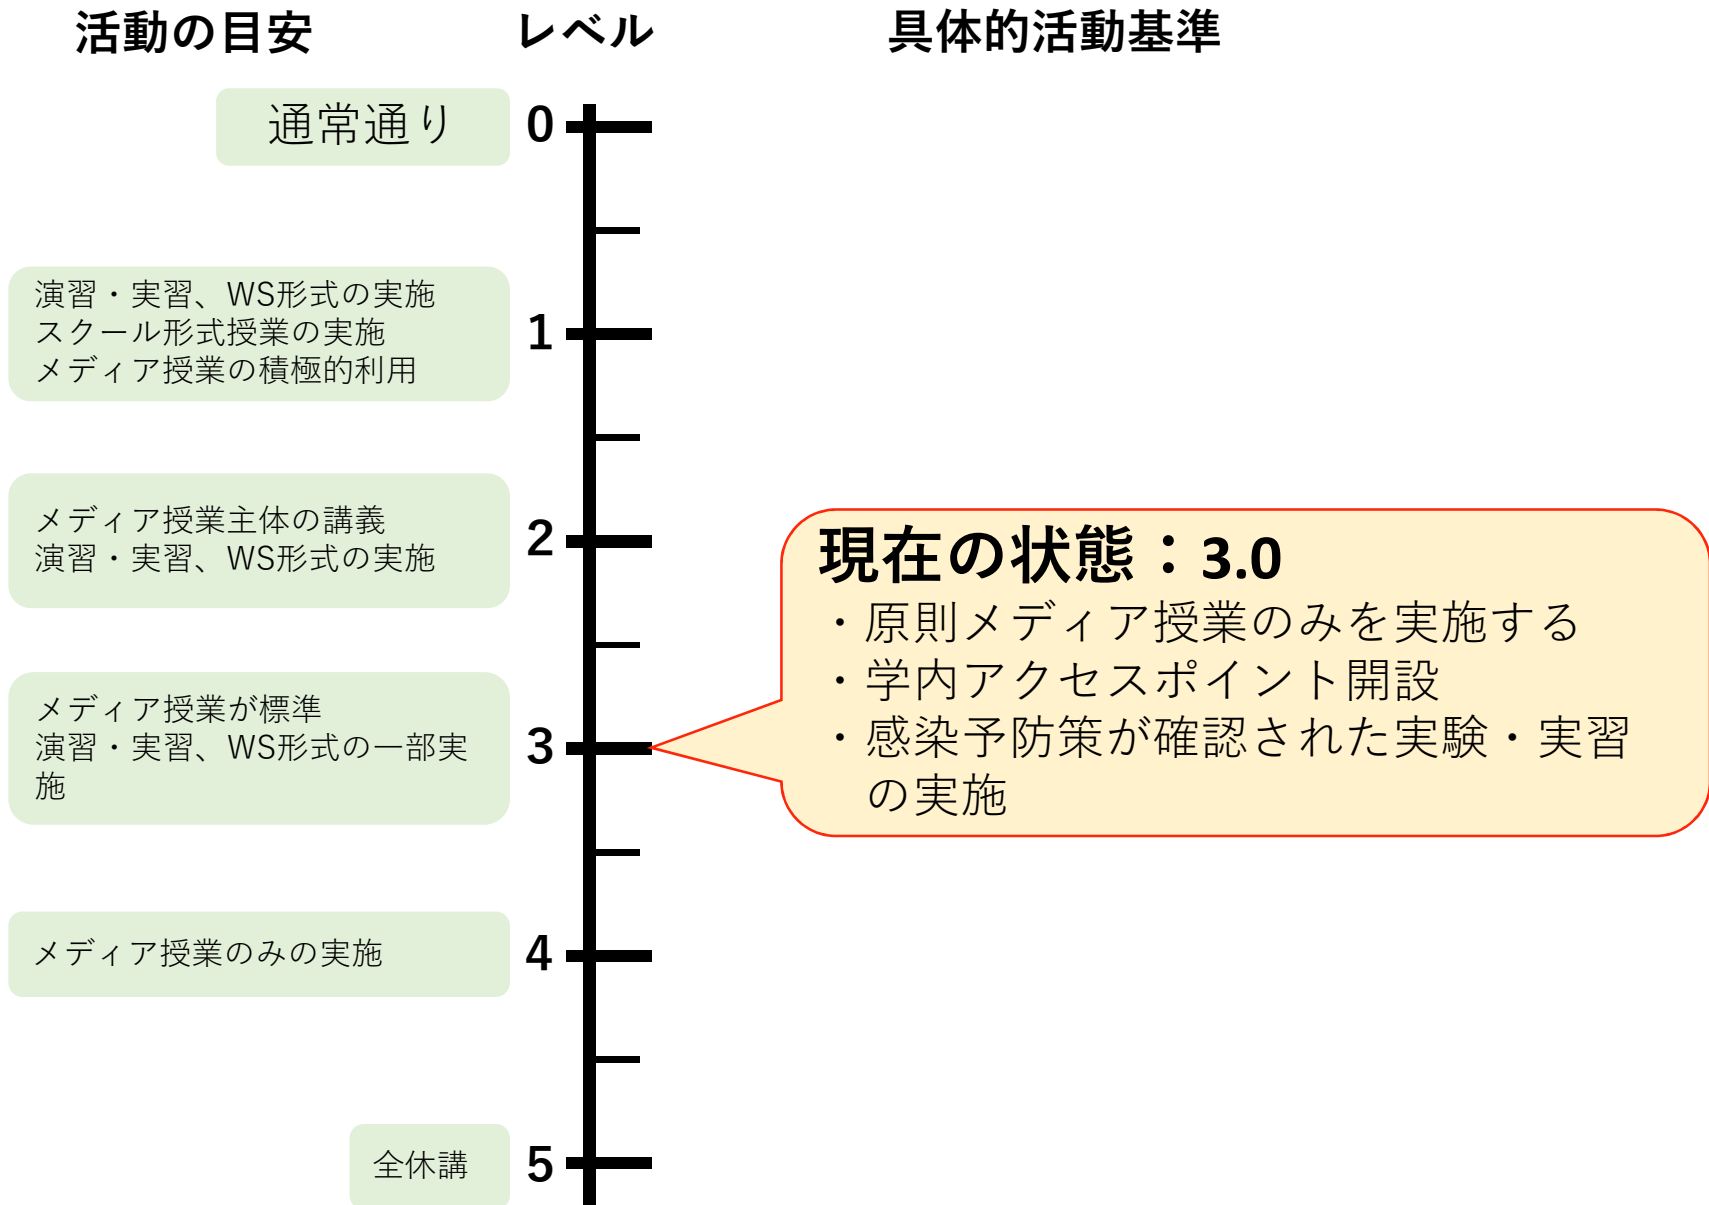 活動の目安 レベル 具体的活動基準
通常通り 0
演習・実習、WS形式の実施
スクール形式授業の実施
メディア授業の積極的利用
1
メディア授業主体の講義
演習・実習、WS形式の実施
2
現在の状態：3.0
・原則メディア授業のみを実施する
・学内アクセスポイント開設
・感染予防策が確認された実験・実習
の実施
メディア授業が標準
演習・実習、WS形式の一部実
施
3
メディア授業のみの実施 4
全休講 5